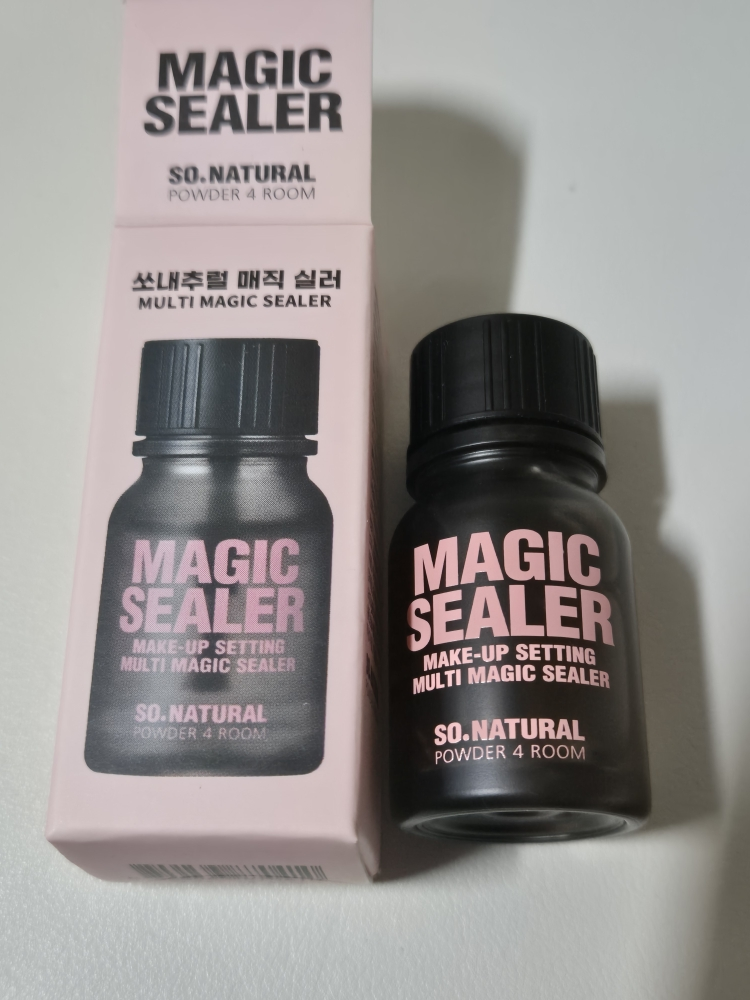 MAGIC
SEALER
SO.NATURAL
POWDER 4 ROOM
쏘내추럴 매직 실러
MULTI MAGIC SEALER
MAGIC
SEALER
MAKE-UP SETTING
MULTI MAGIC SEALER
SO.NATURAL
POWDER 4 ROOM
MAGIC
SEALER
MAKE-UP SETTING
MULTI MAGIC SEALER
SO.NATURAL
POWDER 4 ROOM